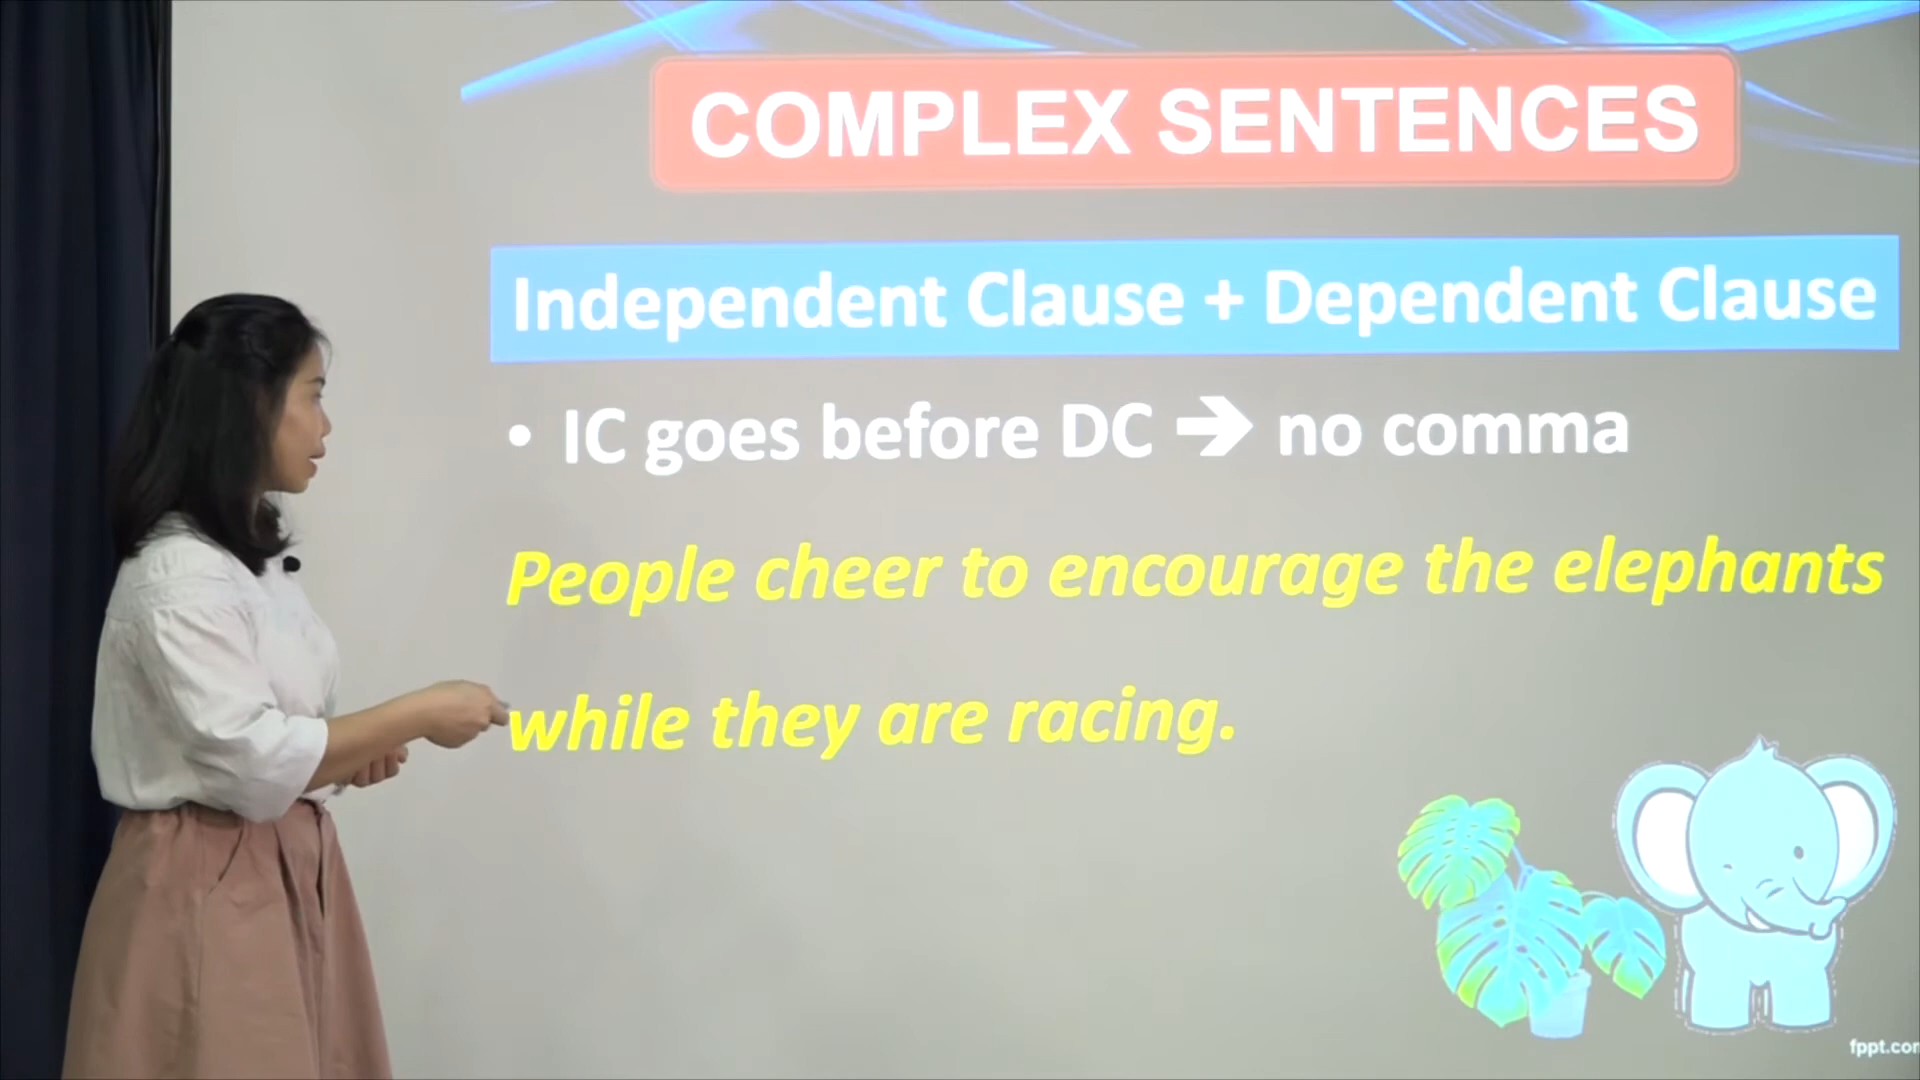 COMPLEX SENTENCES
Independent Clause + Dependent Clause
• IC goes before DC → no comma
People cheer to encourage the elephants
while they are racing.
fppt.com